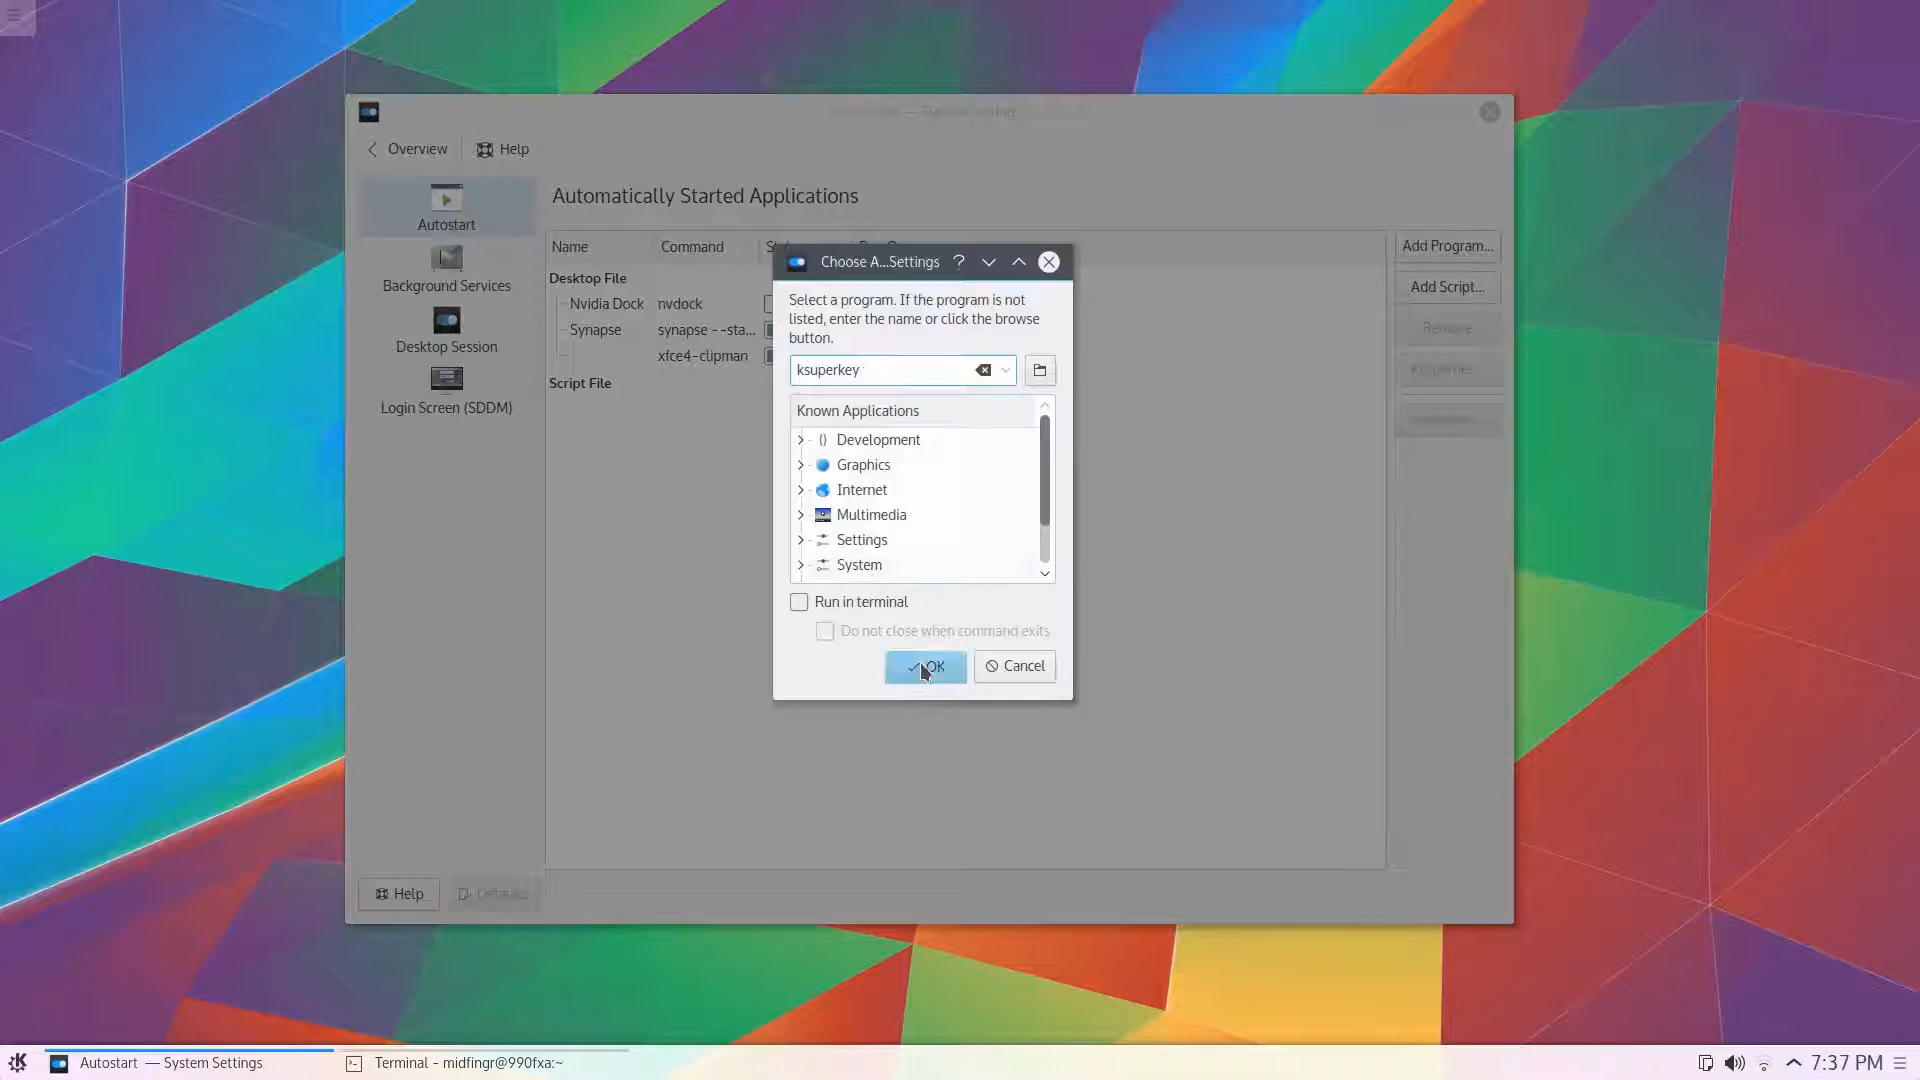 Overview
Help
Autostart
Background Services
Desktop Session
Login Screen (SDDM)
Automatically Started Applications
Name Command
Desktop File
Nvidia Dock nvdock
Synapse synapse --sta...
xfce4-clipman
Script File
Add Program...
Add Script...
Remove
Choose A...Settings ?
Select a program. If the program is not
listed, enter the name or click the browse
button.
ksuperkey
Known Applications
Development
Graphics
Internet
Multimedia
Settings
System
Run in terminal
Do not close when command exits
OK
Cancel
Help
Defaults
Autostart — System Settings
Terminal - midfingr@990fxa:~
7:37 PM